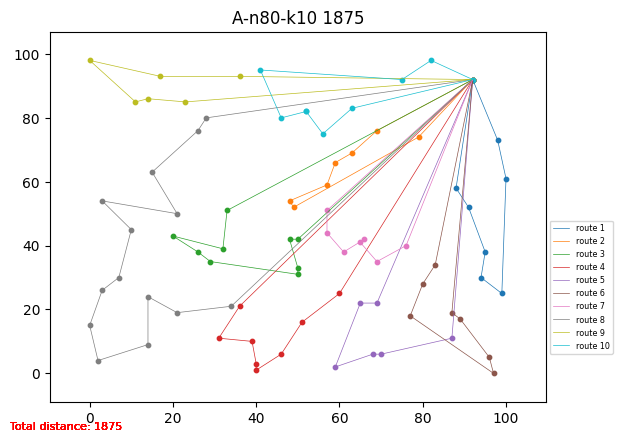 A-n80-k10 1875
100
80
60
40
20
0
0 20 40 60 80 100
route 1
route 2
route 3
route 4
route 5
route 6
route 7
route 8
route 9
route 10
Total distance: 1875